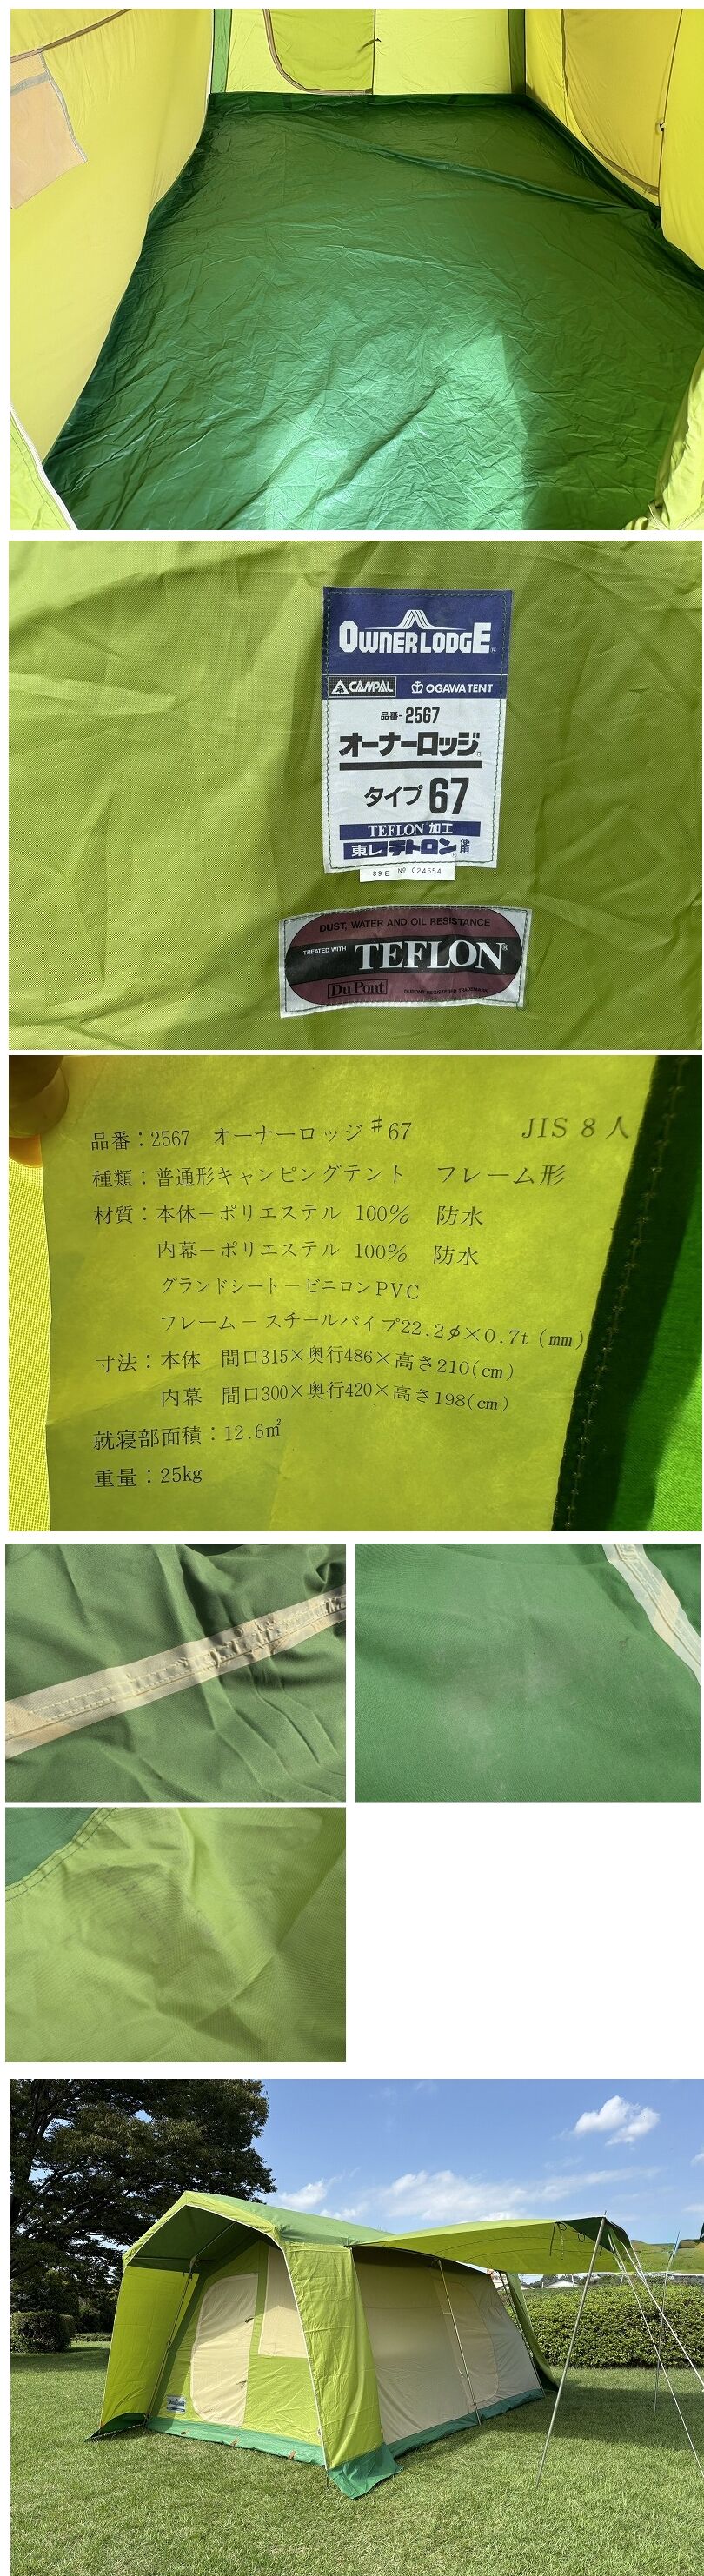 OWNER LODGE®
CAMPAL OGAWA TENT
品番-2567
オーナーロッジ®
タイプ67
TEFLON 加工
東レテトロン®使用
89E № 024554
DUST, WATER AND OIL RESISTANCE
TREATED WITH TEFLON®
Du Pont DUPONT REGISTERED TRADEMARK
品番：2567 オーナーロッジ♯67 JIS 8人
種類：普通形キャンピングテント フレーム形
材質：本体－ポリエステル 100% 防水
内幕－ポリエステル 100% 防水
グランドシート－ビニロンPVC
フレーム－スチールパイプ22.2φ×0.7t(mm)
寸法：本体 間口315×奥行486×高さ210(cm)
内幕 間口300×奥行420×高さ198(cm)
就寝部面積：12.6㎡
重量：25kg